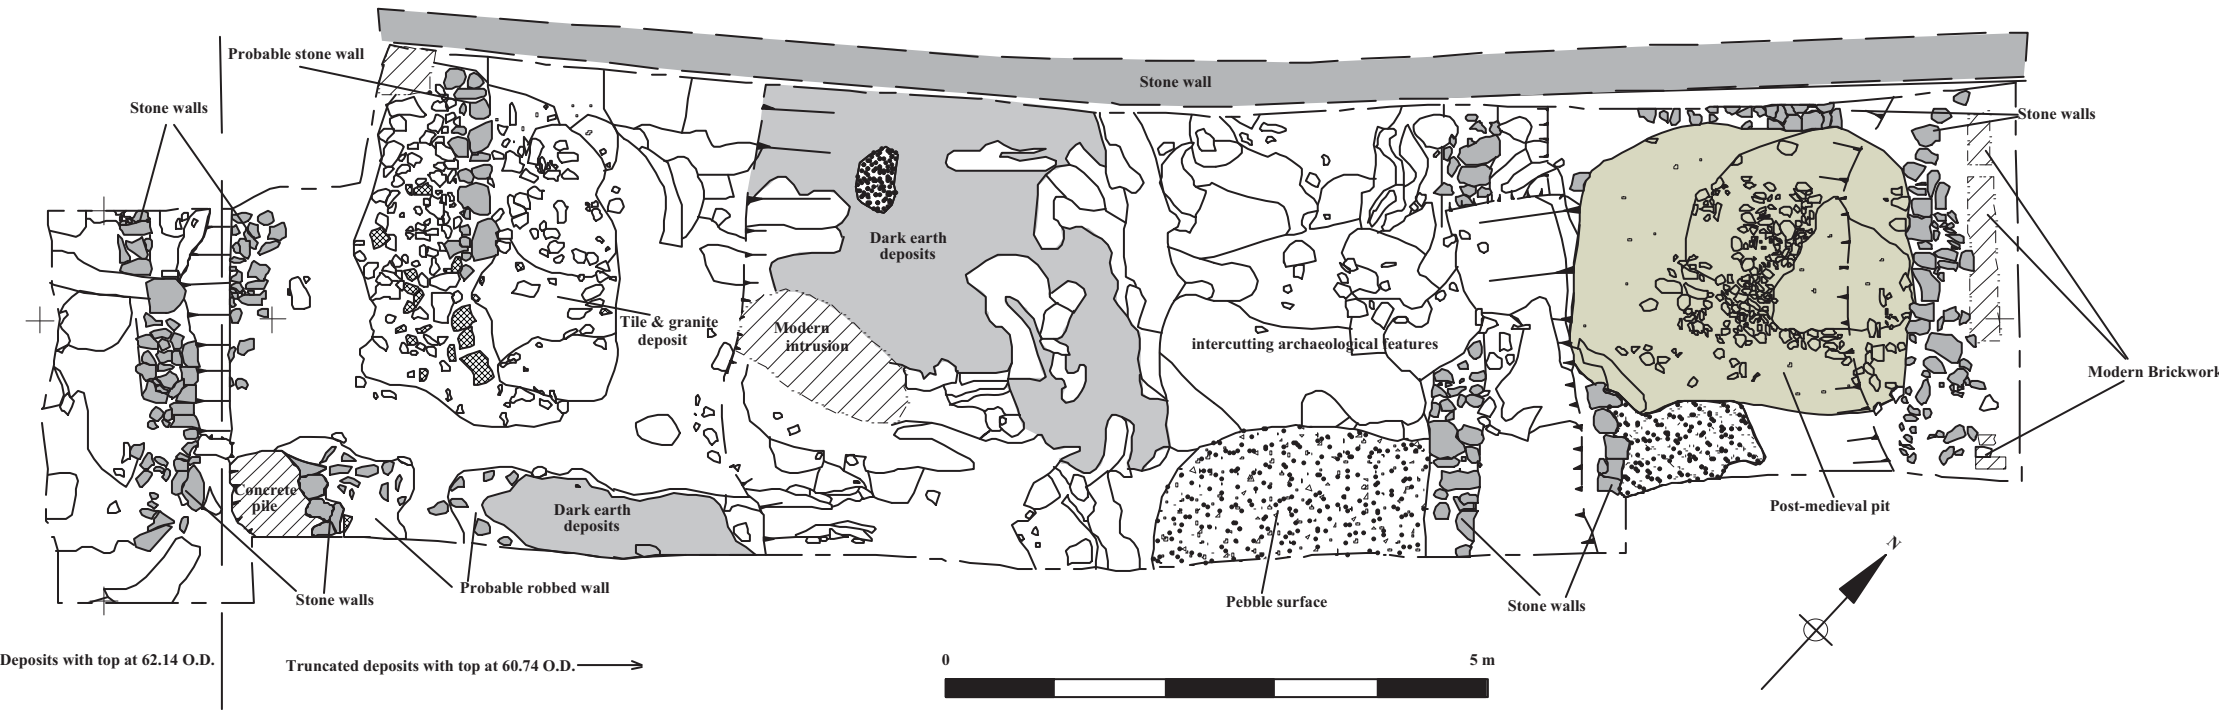 Probable stone wall
Stone wall
Stone walls
Stone walls
Dark earth
deposits
Tile & granite
deposit
Modern
intrusion
intercutting archaeological features
Modern Brickwork
Concrete
pile
Dark earth
deposits
Post-medieval pit
N
Probable robbed wall
Stone walls
Pebble surface
Stone walls
Deposits with top at 62.14 O.D.
Truncated deposits with top at 60.74 O.D.
0
5 m